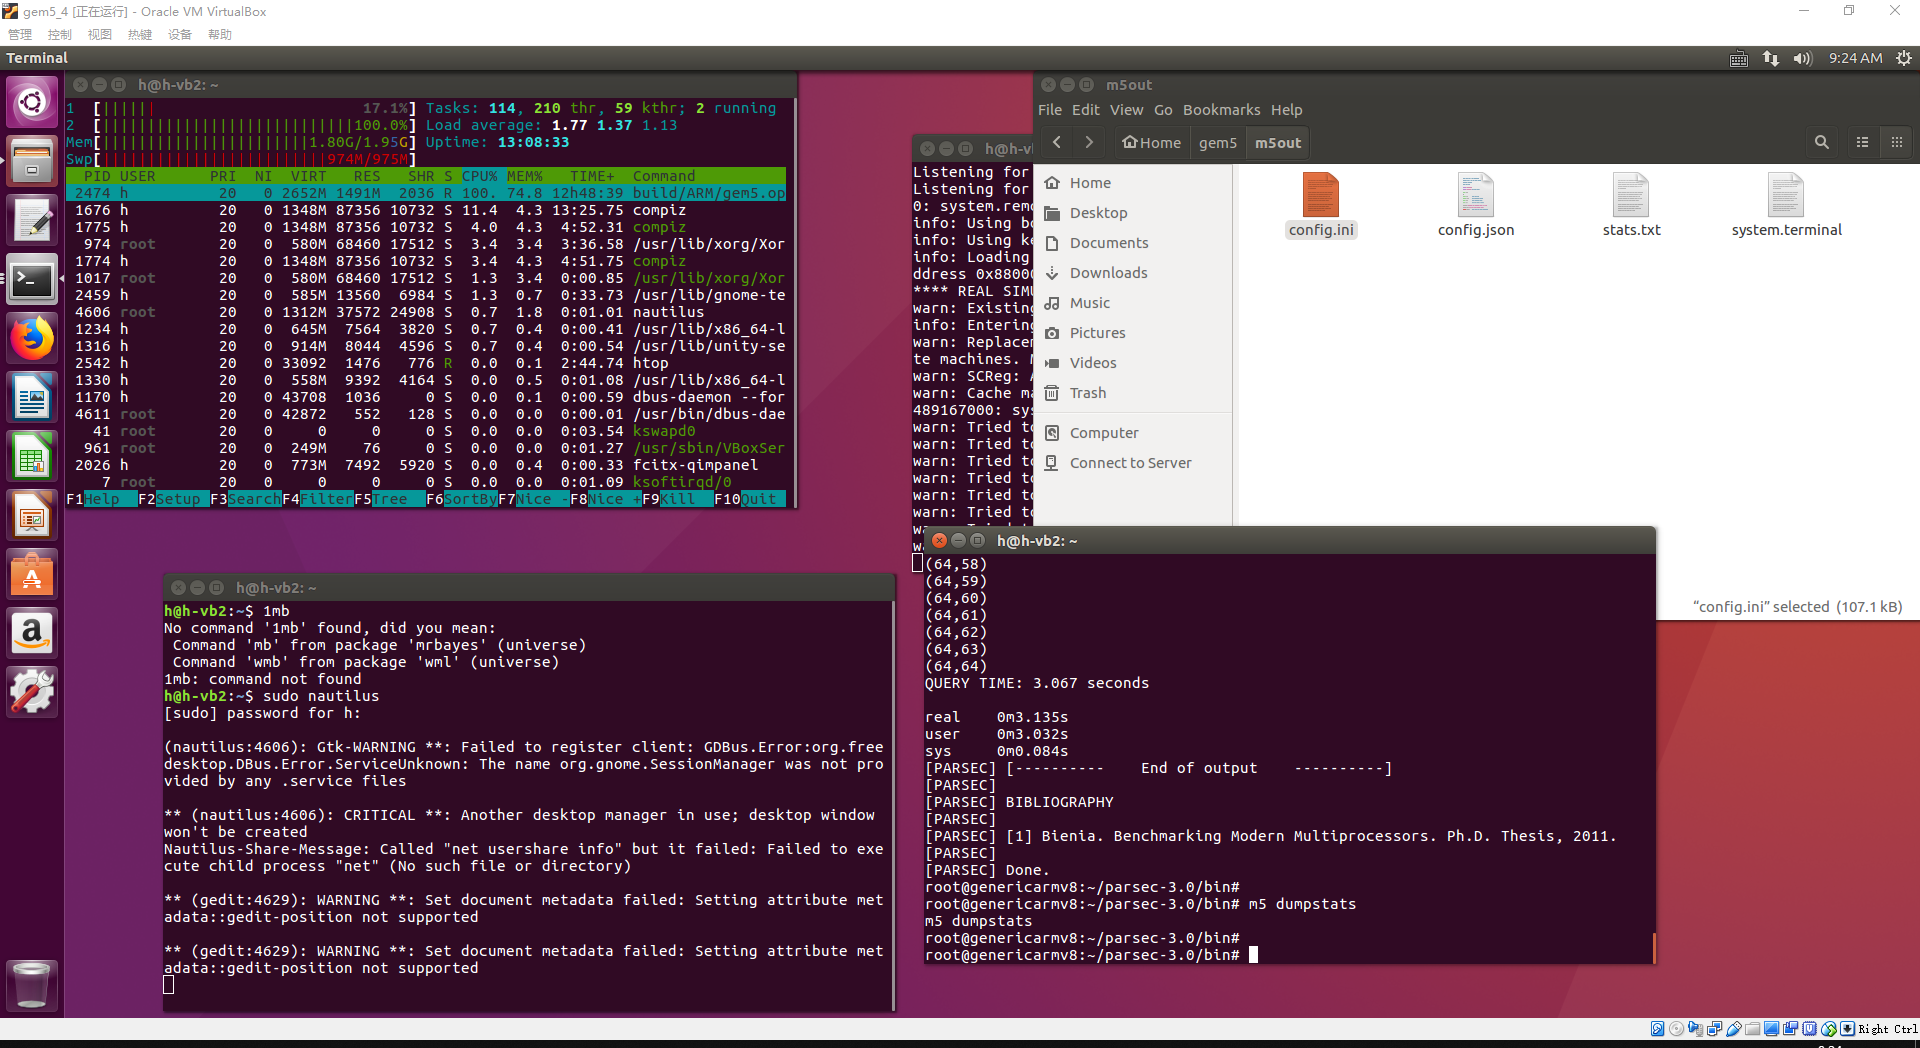 gem5_4 [正在运行] - Oracle VM VirtualBox
管理 控制 视图 热键 设备 帮助
Terminal
9:24 AM
h@h-vb2: ~
1 [||||| 17.1%] Tasks: 114, 210 thr, 59 kthr; 2 running
2 [||||||||||||||||||||||||||||100.0%] Load average: 1.77 1.37 1.13
Mem[|||||||||||||||||||||||1.80G/1.95G] Uptime: 13:08:33
Swp[|||||||||||||||||||||||||974M/975M]
PID USER PRI NI VIRT RES SHR S CPU% MEM% TIME+ Command
2474 h 20 0 2652M 1491M 2036 R 100. 74.8 12h48:39 build/ARM/gem5.op
1676 h 20 0 1348M 87356 10732 S 11.4 4.3 13:25.75 compiz
1775 h 20 0 1348M 87356 10732 S 4.0 4.3 4:52.31 compiz
974 root 20 0 580M 68460 17512 S 3.4 3.4 3:36.58 /usr/lib/xorg/Xor
1774 h 20 0 1348M 87356 10732 S 3.4 4.3 4:51.75 compiz
1017 root 20 0 580M 68460 17512 S 1.3 3.4 0:00.85 /usr/lib/xorg/Xor
2459 h 20 0 585M 13560 6984 S 1.3 0.7 0:33.73 /usr/lib/gnome-te
4606 root 20 0 1312M 37572 24908 S 0.7 1.8 0:01.01 nautilus
1234 h 20 0 645M 7564 3820 S 0.7 0.4 0:00.41 /usr/lib/x86_64-l
1316 h 20 0 914M 8044 4596 S 0.7 0.4 0:00.54 /usr/lib/unity-se
2542 h 20 0 33092 1476 776 R 0.0 0.1 2:44.74 htop
1330 h 20 0 558M 9392 4164 S 0.0 0.5 0:01.08 /usr/lib/x86_64-l
1170 h 20 0 43708 1036 0 S 0.0 0.1 0:00.59 dbus-daemon --for
4611 root 20 0 42872 552 128 S 0.0 0.0 0:00.01 /usr/bin/dbus-dae
41 root 20 0 0 0 0 S 0.0 0.0 0:03.54 kswapd0
961 root 20 0 249M 76 0 S 0.0 0.0 0:01.27 /usr/sbin/VBoxSer
2026 h 20 0 773M 7492 5920 S 0.0 0.4 0:00.33 fcitx-qimpanel
7 root 20 0 0 0 0 S 0.0 0.0 0:01.09 ksoftirqd/0
F1Help F2Setup F3SearchF4FilterF5Tree F6SortByF7Nice -F8Nice +F9Kill F10Quit
h@h-v
Listening for
Listening for
0: system.remo
info: Using bo
info: Using ke
info: Loading
ddress 0x88000
**** REAL SIMU
warn: Existing
info: Entering
warn: Replacem
te machines. M
warn: SCReg: A
warn: Cache ma
489167000: sys
warn: Tried to
warn: Tried to
warn: Tried to
warn: Tried to
warn: Tried to
warn: Tried to
m5out
File Edit View Go Bookmarks Help
Home gem5 m5out
Home
Desktop
Documents
Downloads
Music
Pictures
Videos
Trash
Computer
Connect to Server
config.ini
config.json
stats.txt
system.terminal
“config.ini” selected (107.1 kB)
h@h-vb2: ~
h@h-vb2:~$ 1mb
No command '1mb' found, did you mean:
Command 'mb' from package 'mrbayes' (universe)
Command 'wmb' from package 'wml' (universe)
1mb: command not found
h@h-vb2:~$ sudo nautilus
[sudo] password for h:
(nautilus:4606): Gtk-WARNING **: Failed to register client: GDBus.Error:org.free
desktop.DBus.Error.ServiceUnknown: The name org.gnome.SessionManager was not pro
vided by any .service files
** (nautilus:4606): CRITICAL **: Another desktop manager in use; desktop window
won't be created
Nautilus-Share-Message: Called "net usershare info" but it failed: Failed to exe
cute child process "net" (No such file or directory)
** (gedit:4629): WARNING **: Set document metadata failed: Setting attribute met
adata::gedit-position not supported
** (gedit:4629): WARNING **: Set document metadata failed: Setting attribute met
adata::gedit-position not supported
h@h-vb2: ~
(64,58)
(64,59)
(64,60)
(64,61)
(64,62)
(64,63)
(64,64)
QUERY TIME: 3.067 seconds
real 0m3.135s
user 0m3.032s
sys 0m0.084s
[PARSEC] [---------- End of output ----------]
[PARSEC]
[PARSEC] BIBLIOGRAPHY
[PARSEC]
[PARSEC] [1] Bienia. Benchmarking Modern Multiprocessors. Ph.D. Thesis, 2011.
[PARSEC]
[PARSEC] Done.
root@genericarmv8:~/parsec-3.0/bin#
root@genericarmv8:~/parsec-3.0/bin# m5 dumpstats
m5 dumpstats
root@genericarmv8:~/parsec-3.0/bin#
root@genericarmv8:~/parsec-3.0/bin#
Right Ctrl